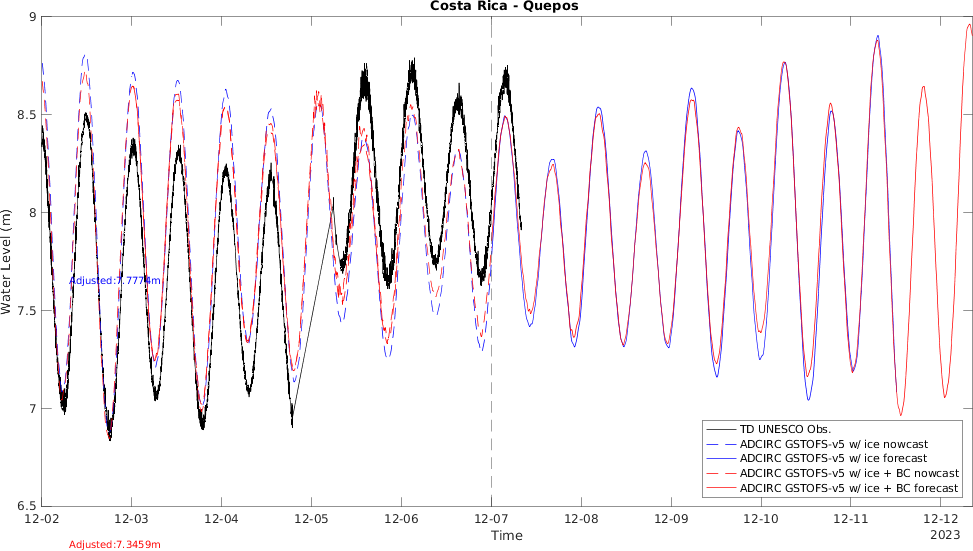 Costa Rica - Quepos
9
8.5
8
7.5
7
6.5
Water Level (m)
Adjusted:7.7774m
TD UNESCO Obs.
ADCIRC GSTOFS-v5 w/ ice nowcast
ADCIRC GSTOFS-v5 w/ ice forecast
ADCIRC GSTOFS-v5 w/ ice + BC nowcast
ADCIRC GSTOFS-v5 w/ ice + BC forecast
12-02 12-03 12-04 12-05 12-06 12-07 12-08 12-09 12-10 12-11 12-12
2023
Time
Adjusted:7.3459m